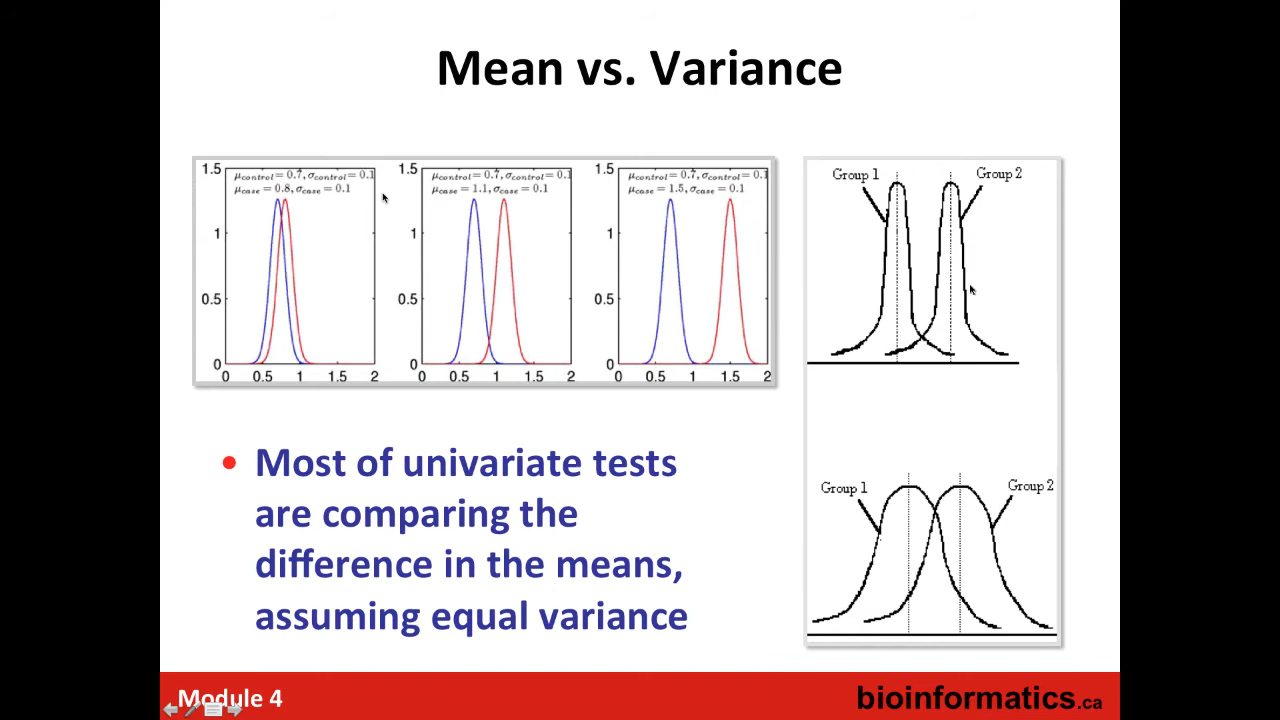 Mean vs. Variance
1.5
1
0.5
0
0 0.5 1 1.5 2
μcontrol = 0.7, σcontrol = 0.1
μcase = 0.8, σcase = 0.1
1.5
1
0.5
0
0 0.5 1 1.5 2
μcontrol = 0.7, σcontrol = 0.1
μcase = 1.1, σcase = 0.1
1.5
1
0.5
0
0 0.5 1 1.5 2
μcontrol = 0.7, σcontrol = 0.1
μcase = 1.5, σcase = 0.1
Group 1 Group 2
Group 1 Group 2
• Most of univariate tests
are comparing the
difference in the means,
assuming equal variance
Module 4
bioinformatics.ca